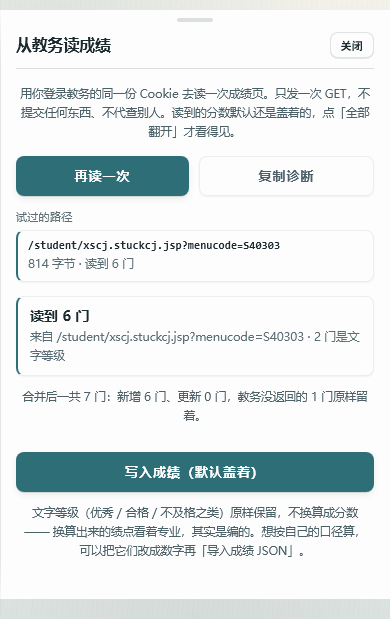 从教务读成绩
关闭
用你登录教务的同一份 Cookie 去读一次成绩页。只发一次 GET，不
提交任何东西、不代查别人。读到的分数默认还是盖着的，点「全部
翻开」才看得见。
再读一次
复制诊断
试过的路径
/student/xscj.stuckcj.jsp?menucode=S40303
814 字节 · 读到 6 门
读到 6 门
来自 /student/xscj.stuckcj.jsp?menucode=S40303 · 2 门是文
字等级
合并后一共 7 门：新增 6 门、更新 0 门，教务没返回的 1 门原样留
着。
写入成绩（默认盖着）
文字等级（优秀 / 合格 / 不及格之类）原样保留，不换算成分数
—— 换算出来的绩点看着专业，其实是编的。想按自己的口径算，
可以把它们改成数字再「导入成绩 JSON」。